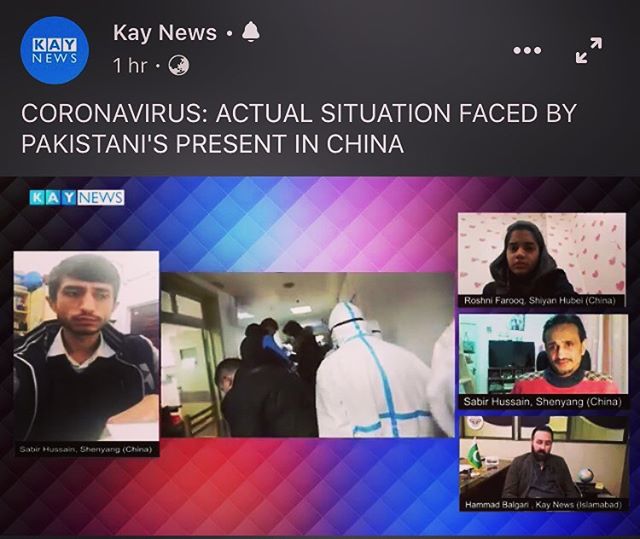 KAY
NEWS
Kay News
1 hr
CORONAVIRUS: ACTUAL SITUATION FACED BY
PAKISTANI'S PRESENT IN CHINA
KAY NEWS
Roshni Farooq, Shiyan Hubei (China)
Sabir Hussain, Shenyang (China)
Sabir Hussain, Shenyang (China)
Hammad Balgari , Kay News (Islamabad)